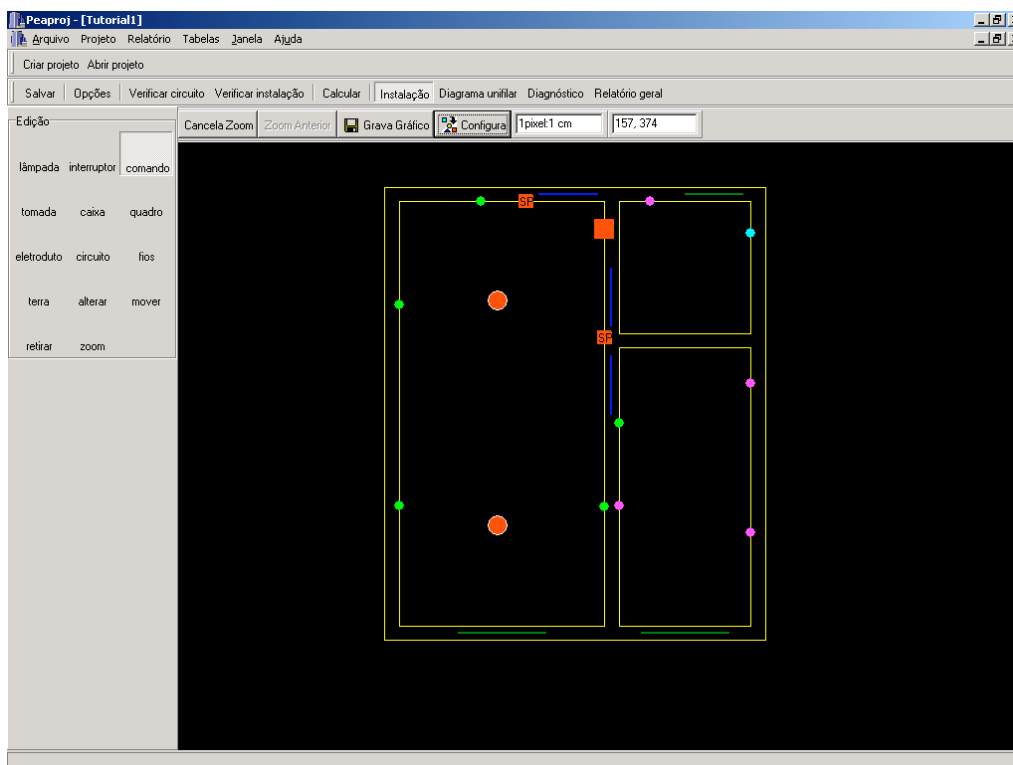 Peaproj - [Tutorial1]
Arquivo Projeto Relatório Tabelas Janela Ajuda
Criar projeto Abrir projeto
Salvar Opções Verificar circuito Verificar instalação Calcular Instalação Diagrama unifilar Diagnóstico Relatório geral
Edição
Cancela Zoom Zoom Anterior Grava Gráfico Configura 1pixel:1 cm 157, 374
lâmpada interruptor comando
tomada caixa quadro
eletroduto circuito fios
terra alterar mover
retirar zoom
SP
SP